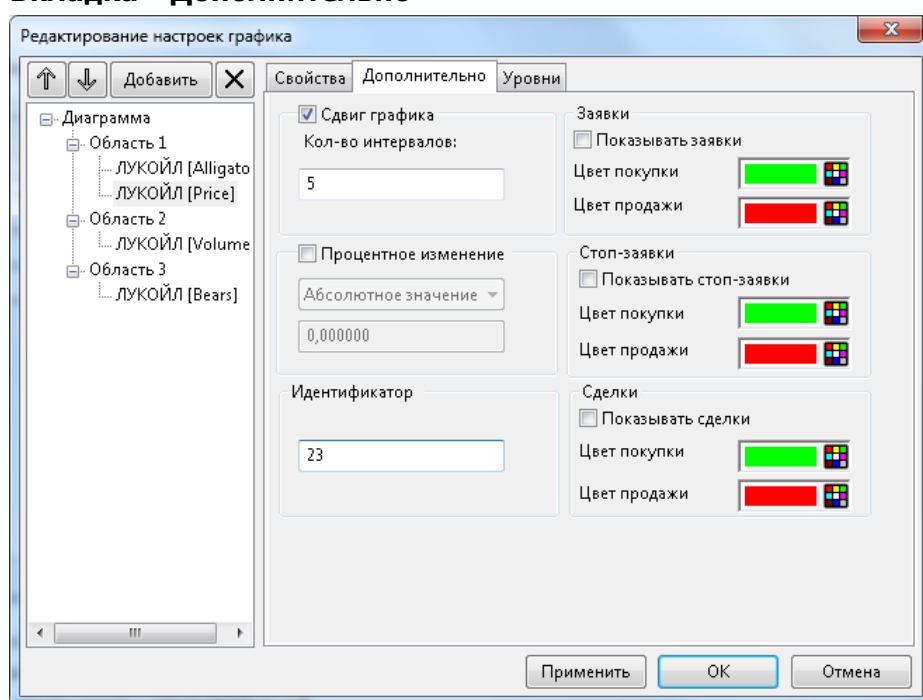 Вкладка «Дополнительно»
Редактирование настроек графика
Добавить
Диаграмма
Область 1
ЛУКОЙЛ [Alligato
ЛУКОЙЛ [Price]
Область 2
ЛУКОЙЛ [Volume
Область 3
ЛУКОЙЛ [Bears]
Свойства Дополнительно Уровни
Сдвиг графика
Кол-во интервалов:
5
Процентное изменение
Абсолютное значение
0,000000
Идентификатор
23
Заявки
Показывать заявки
Цвет покупки
Цвет продажи
Стоп-заявки
Показывать стоп-заявки
Цвет покупки
Цвет продажи
Сделки
Показывать сделки
Цвет покупки
Цвет продажи
Применить OK Отмена